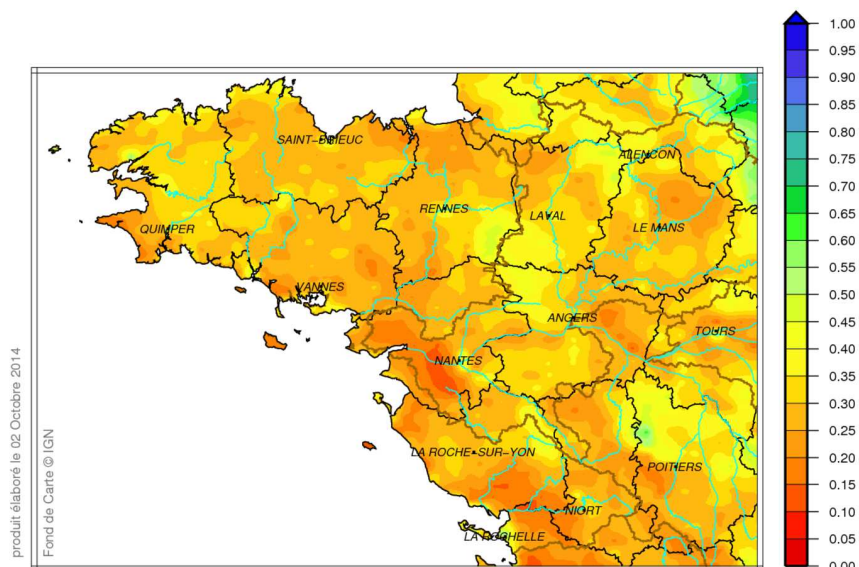 1.00
0.95
0.90
0.85
0.80
0.75
0.70
0.65
0.60
0.55
0.50
0.45
0.40
0.35
0.30
0.25
0.20
0.15
0.10
0.05
0.00
SAINT-BRIEUC
ALENCON
RENNES
LAVAL
LE MANS
QUIMPER
VANNES
ANGERS
TOURS
NANTES
LA ROCHE-SUR-YON
POITIERS
NIORT
LA ROCHELLE
produit élaboré le 02 Octobre 2014
Fond de Carte © IGN